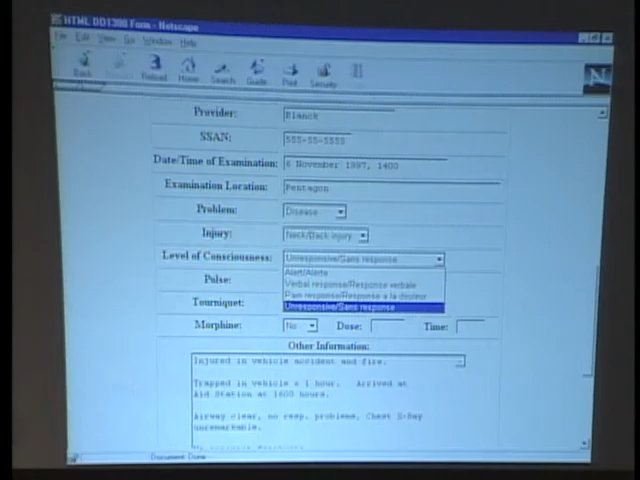 HTML DD1380 Form - Netscape
File Edit View Go Window Help
Back Reload Home Search Guide Print Security
N
Provider: Blanck
SSAN: 555-55-5555
Date/Time of Examination: 6 November 1997, 1400
Examination Location: Pentagon
Problem: Disease
Injury: Neck/Back injury
Level of Consciousness: Unresponsive/Sans response
Alert/Alerte
Verbal response/Response verbale
Pulse:
Pain response/Response a la douleur
Tourniquet:
Unresponsive/Sans response
Morphine: No Dose: Time:
Other Information:
Injured in vehicle accident and fire.
Trapped in vehicle × 1 hour. Arrived at
Aid Station at 1600 hours.
Airway clear, no resp. problems, Chest X-Ray
unremarkable.
Document: Done